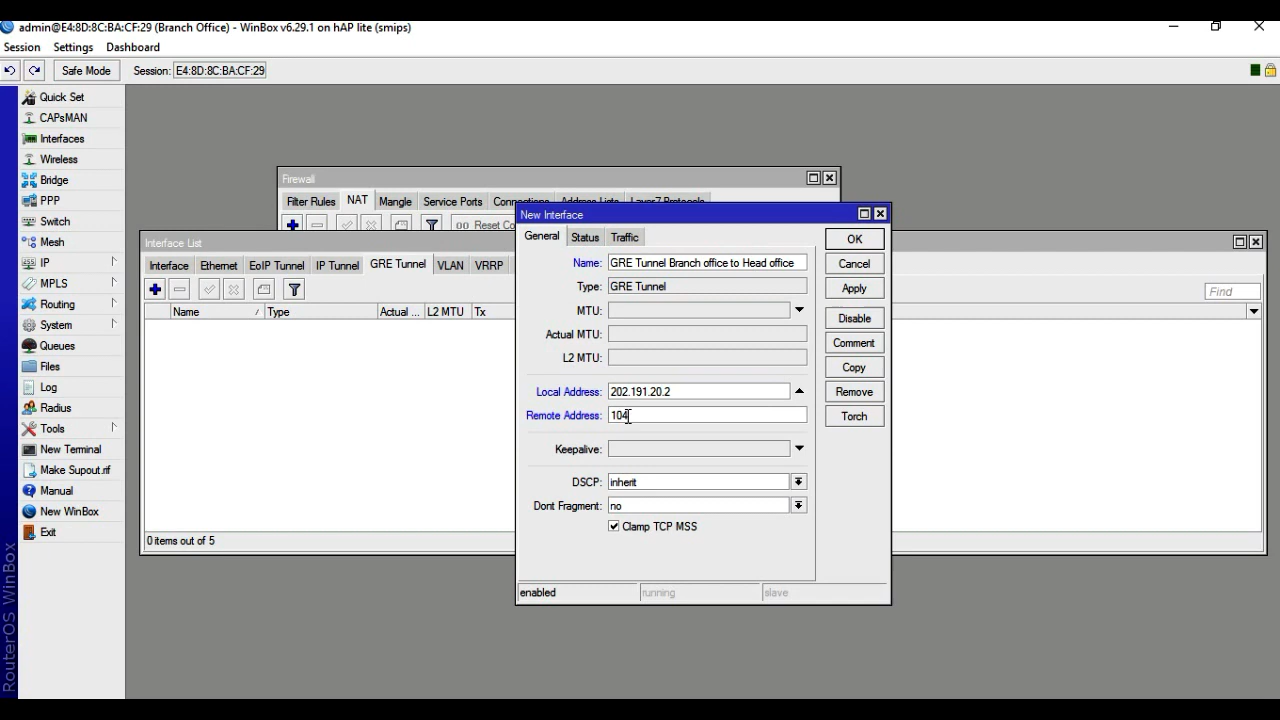 admin@E4:8D:8C:BA:CF:29 (Branch Office) - WinBox v6.29.1 on hAP lite (smips)
Session Settings Dashboard
Safe Mode Session: E4:8D:8C:BA:CF:29
Quick Set
CAPsMAN
Interfaces
Wireless
Bridge
PPP
Switch
Mesh
IP
MPLS
Routing
System
Queues
Files
Log
Radius
Tools
New Terminal
Make Supout.rif
Manual
New WinBox
Exit
RouterOS WinBox
Firewall
Filter Rules NAT Mangle Service Ports
Reset Co
Interface List
Interface Ethernet EoIP Tunnel IP Tunnel GRE Tunnel VLAN VRRP
Find
Name / Type Actual ... L2 MTU Tx
0 items out of 5
New Interface
General Status Traffic
Name: GRE Tunnel Branch office to Head office
Type: GRE Tunnel
MTU:
Actual MTU:
L2 MTU:
Local Address: 202.191.20.2
Remote Address: 104
Keepalive:
DSCP: inherit
Dont Fragment: no
Clamp TCP MSS
OK
Cancel
Apply
Disable
Comment
Copy
Remove
Torch
enabled running slave